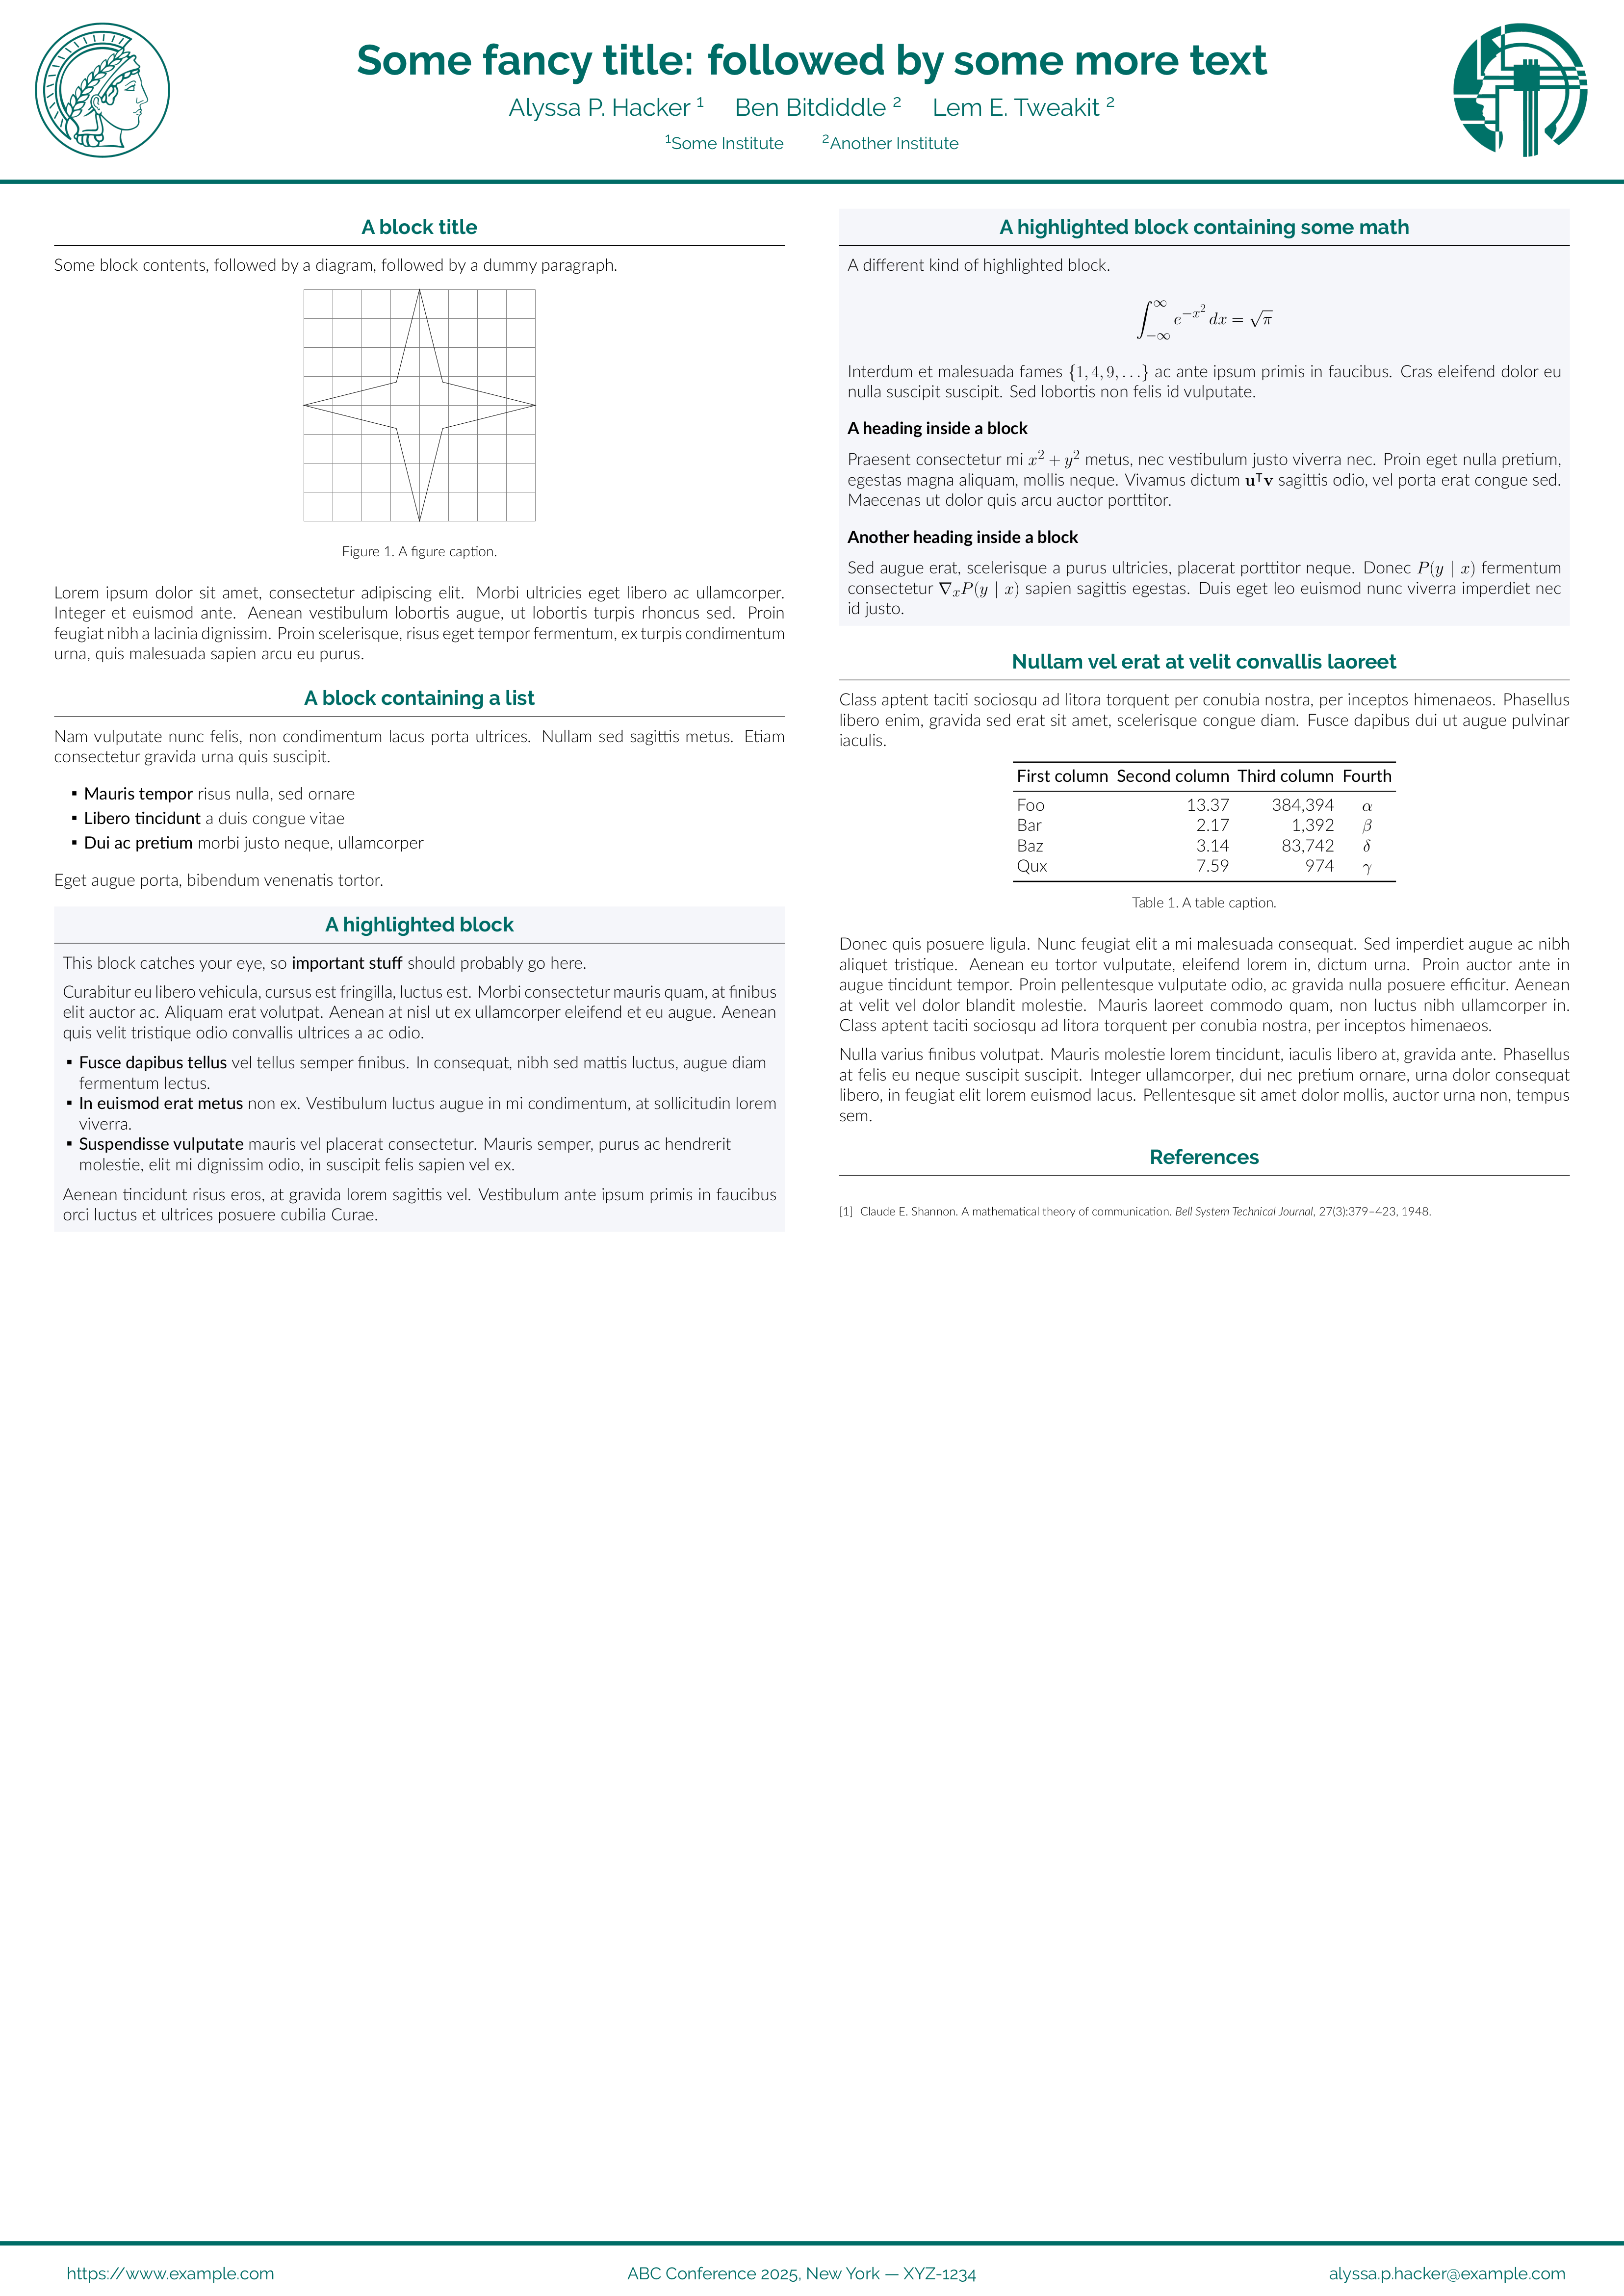 Some fancy title: followed by some more text
Alyssa P. Hacker ¹ Ben Bitdiddle ² Lem E. Tweakit ²
¹Some Institute ²Another Institute
A block title
Some block contents, followed by a diagram, followed by a dummy paragraph.
Figure 1. A figure caption.
Lorem ipsum dolor sit amet, consectetur adipiscing elit. Morbi ultricies eget libero ac ullamcorper.
Integer et euismod ante. Aenean vestibulum lobortis augue, ut lobortis turpis rhoncus sed. Proin
feugiat nibh a lacinia dignissim. Proin scelerisque, risus eget tempor fermentum, ex turpis condimentum
urna, quis malesuada sapien arcu eu purus.
A block containing a list
Nam vulputate nunc felis, non condimentum lacus porta ultrices. Nullam sed sagittis metus. Etiam
consectetur gravida urna quis suscipit.
▪ Mauris tempor risus nulla, sed ornare
▪ Libero tincidunt a duis congue vitae
▪ Dui ac pretium morbi justo neque, ullamcorper
Eget augue porta, bibendum venenatis tortor.
A highlighted block
This block catches your eye, so important stuff should probably go here.
Curabitur eu libero vehicula, cursus est fringilla, luctus est. Morbi consectetur mauris quam, at finibus
elit auctor ac. Aliquam erat volutpat. Aenean at nisl ut ex ullamcorper eleifend et eu augue. Aenean
quis velit tristique odio convallis ultrices a ac odio.
▪ Fusce dapibus tellus vel tellus semper finibus. In consequat, nibh sed mattis luctus, augue diam
fermentum lectus.
▪ In euismod erat metus non ex. Vestibulum luctus augue in mi condimentum, at sollicitudin lorem
viverra.
▪ Suspendisse vulputate mauris vel placerat consectetur. Mauris semper, purus ac hendrerit
molestie, elit mi dignissim odio, in suscipit felis sapien vel ex.
Aenean tincidunt risus eros, at gravida lorem sagittis vel. Vestibulum ante ipsum primis in faucibus
orci luctus et ultrices posuere cubilia Curae.
A highlighted block containing some math
A different kind of highlighted block.
∫_{−∞}^{∞} e^{−x²} dx = √π
Interdum et malesuada fames {1, 4, 9, . . .} ac ante ipsum primis in faucibus. Cras eleifend dolor eu
nulla suscipit suscipit. Sed lobortis non felis id vulputate.
A heading inside a block
Praesent consectetur mi x² + y² metus, nec vestibulum justo viverra nec. Proin eget nulla pretium,
egestas magna aliquam, mollis neque. Vivamus dictum u⊺v sagittis odio, vel porta erat congue sed.
Maecenas ut dolor quis arcu auctor porttitor.
Another heading inside a block
Sed augue erat, scelerisque a purus ultricies, placerat porttitor neque. Donec P(y | x) fermentum
consectetur ∇ₓP(y | x) sapien sagittis egestas. Duis eget leo euismod nunc viverra imperdiet nec
id justo.
Nullam vel erat at velit convallis laoreet
Class aptent taciti sociosqu ad litora torquent per conubia nostra, per inceptos himenaeos. Phasellus
libero enim, gravida sed erat sit amet, scelerisque congue diam. Fusce dapibus dui ut augue pulvinar
iaculis.
First column Second column Third column Fourth
Foo 13.37 384,394 α
Bar 2.17 1,392 β
Baz 3.14 83,742 δ
Qux 7.59 974 γ
Table 1. A table caption.
Donec quis posuere ligula. Nunc feugiat elit a mi malesuada consequat. Sed imperdiet augue ac nibh
aliquet tristique. Aenean eu tortor vulputate, eleifend lorem in, dictum urna. Proin auctor ante in
augue tincidunt tempor. Proin pellentesque vulputate odio, ac gravida nulla posuere efficitur. Aenean
at velit vel dolor blandit molestie. Mauris laoreet commodo quam, non luctus nibh ullamcorper in.
Class aptent taciti sociosqu ad litora torquent per conubia nostra, per inceptos himenaeos.
Nulla varius finibus volutpat. Mauris molestie lorem tincidunt, iaculis libero at, gravida ante. Phasellus
at felis eu neque suscipit suscipit. Integer ullamcorper, dui nec pretium ornare, urna dolor consequat
libero, in feugiat elit lorem euismod lacus. Pellentesque sit amet dolor mollis, auctor urna non, tempus
sem.
References
[1] Claude E. Shannon. A mathematical theory of communication. Bell System Technical Journal, 27(3):379–423, 1948.
https://www.example.com ABC Conference 2025, New York — XYZ-1234 alyssa.p.hacker@example.com